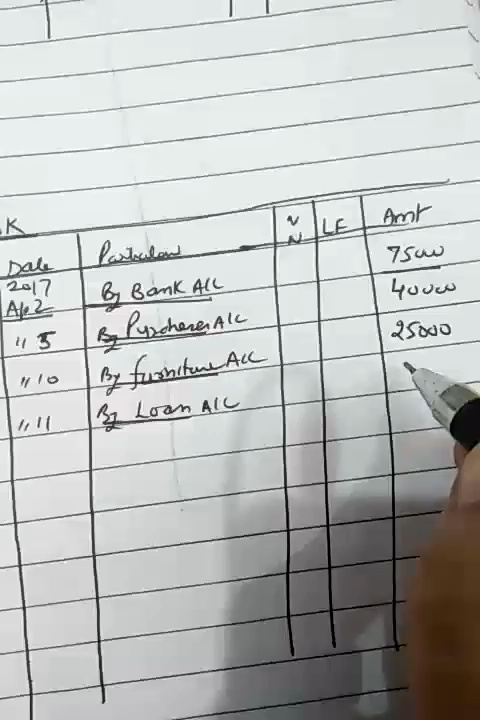 K
Date Particulars V N LF Amt
2017
Ap 2 By Bank A/C 7500
" 5 By Purchases A/C 40000
" 10 By furniture A/C 25000
" 11 By Loan A/C